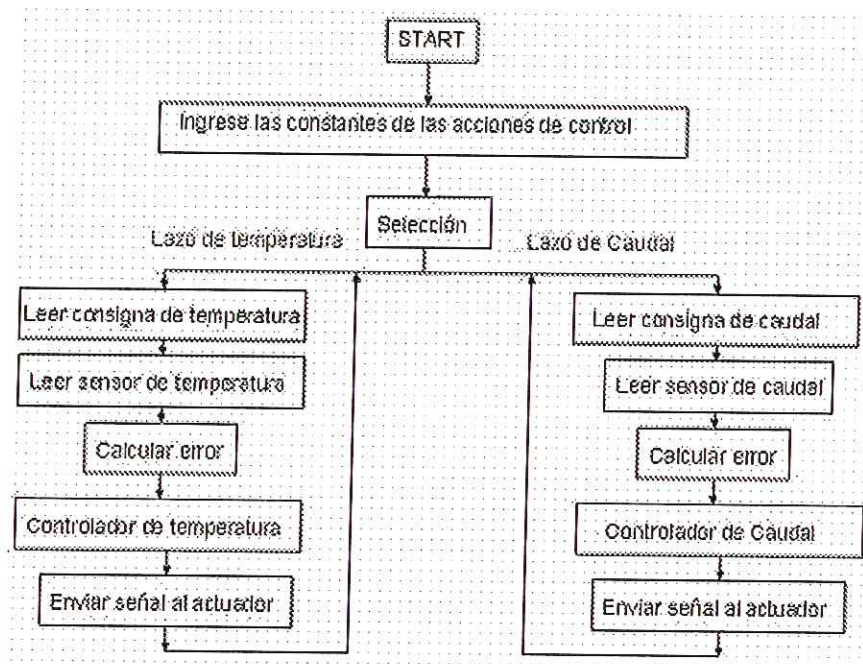 START
Ingrese las constantes de las acciones de control
Selección
Lazo de temperatura
Lazo de Caudal
Leer consigna de temperatura
Leer sensor de temperatura
Calcular error
Controlador de temperatura
Enviar señal al actuador
Leer consigna de caudal
Leer sensor de caudal
Calcular error
Controlador de Caudal
Enviar señal al actuador